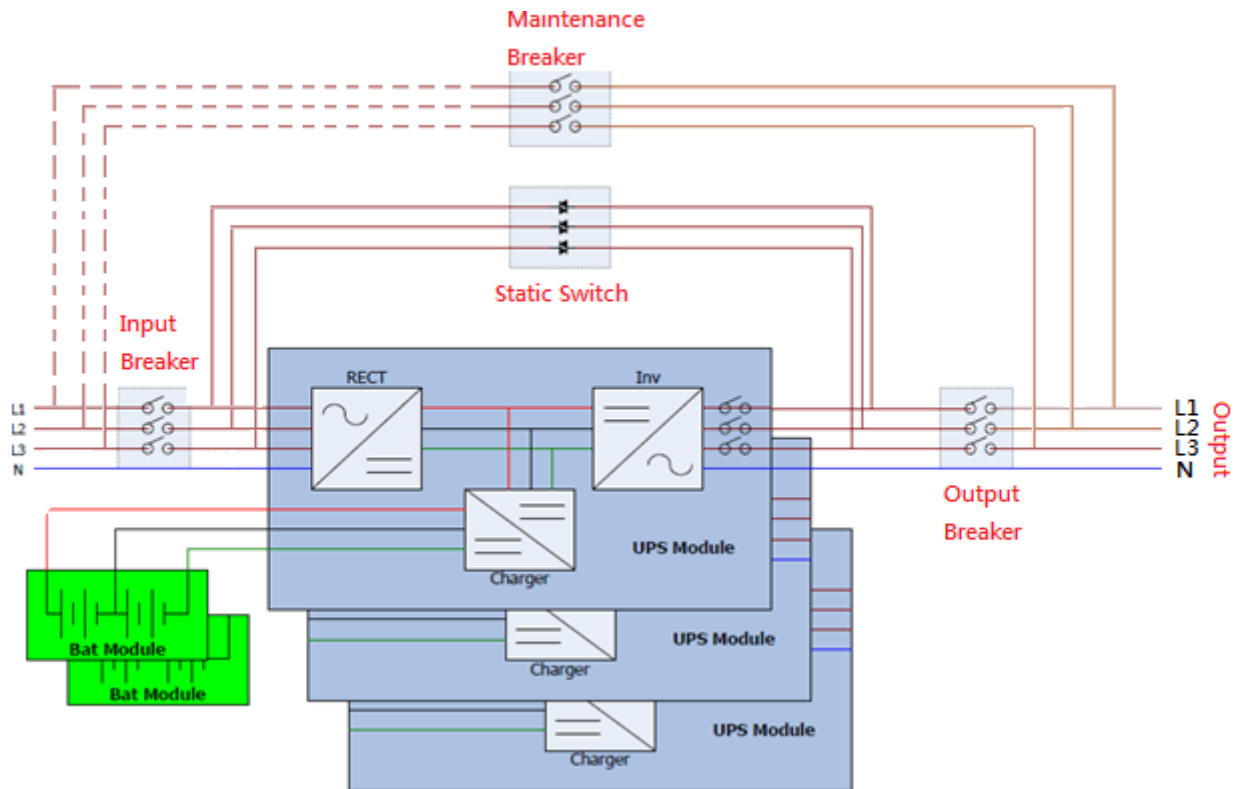 Maintenance
Breaker
Static Switch
Input
Breaker
RECT
Inv
L1
L2
L3
N
L1
L2
L3
N
Output
Output
Breaker
UPS Module
Charger
Bat Module
UPS Module
Charger
Bat Module
UPS Module
Charger